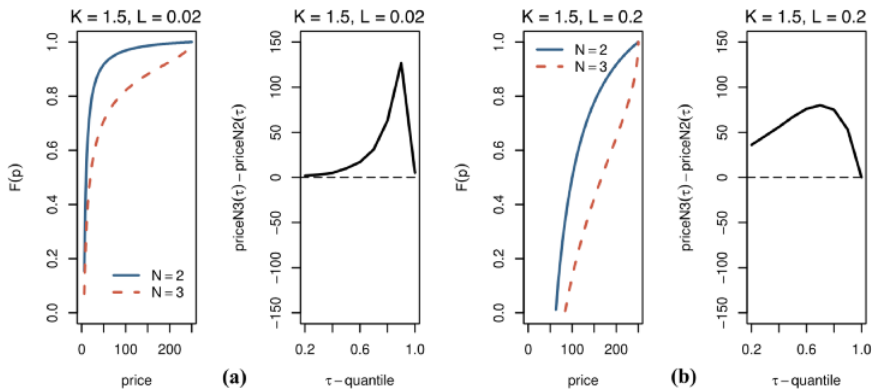 K = 1.5, L = 0.02
F(p)
1.0
0.8
0.6
0.4
0.2
0.0
N = 2
N = 3
0 100 200
price
K = 1.5, L = 0.02
priceN3(τ) − priceN2(τ)
150
100
50
0
−50
−100
−150
0.2 0.6 1.0
τ − quantile
(a)
K = 1.5, L = 0.2
F(p)
1.0
0.8
0.6
0.4
0.2
0.0
N = 2
N = 3
0 100 200
price
K = 1.5, L = 0.2
priceN3(τ) − priceN2(τ)
150
100
50
0
−50
−100
−150
0.2 0.6 1.0
τ − quantile
(b)